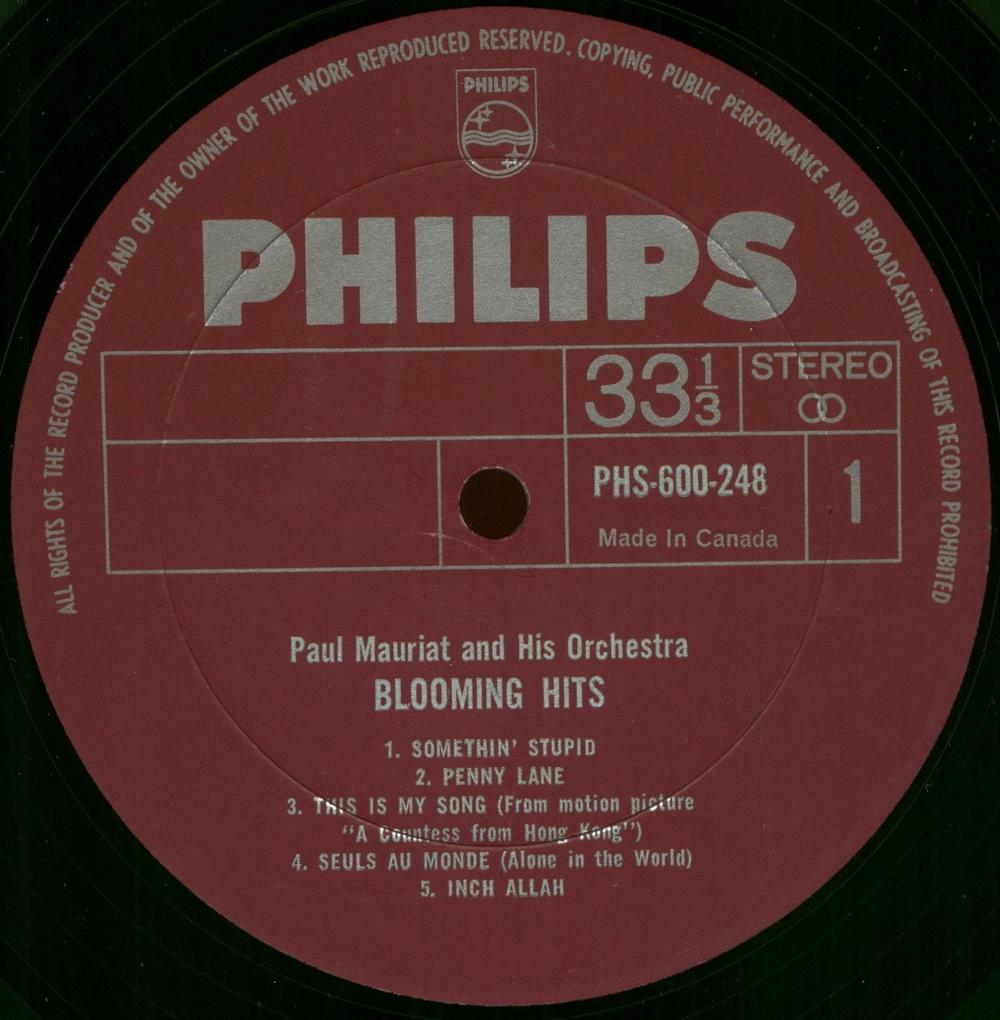 ALL RIGHTS OF THE RECORD PRODUCER AND OF THE OWNER OF THE WORK REPRODUCED RESERVED. COPYING, PUBLIC PERFORMANCE AND BROADCASTING OF THIS RECORD PROHIBITED
PHILIPS
PHILIPS
33 1/3
STEREO
PHS-600-248
1
Made In Canada
Paul Mauriat and His Orchestra
BLOOMING HITS
1. SOMETHIN' STUPID
2. PENNY LANE
3. THIS IS MY SONG (From motion picture
"A Countess from Hong Kong")
4. SEULS AU MONDE (Alone in the World)
5. INCH ALLAH